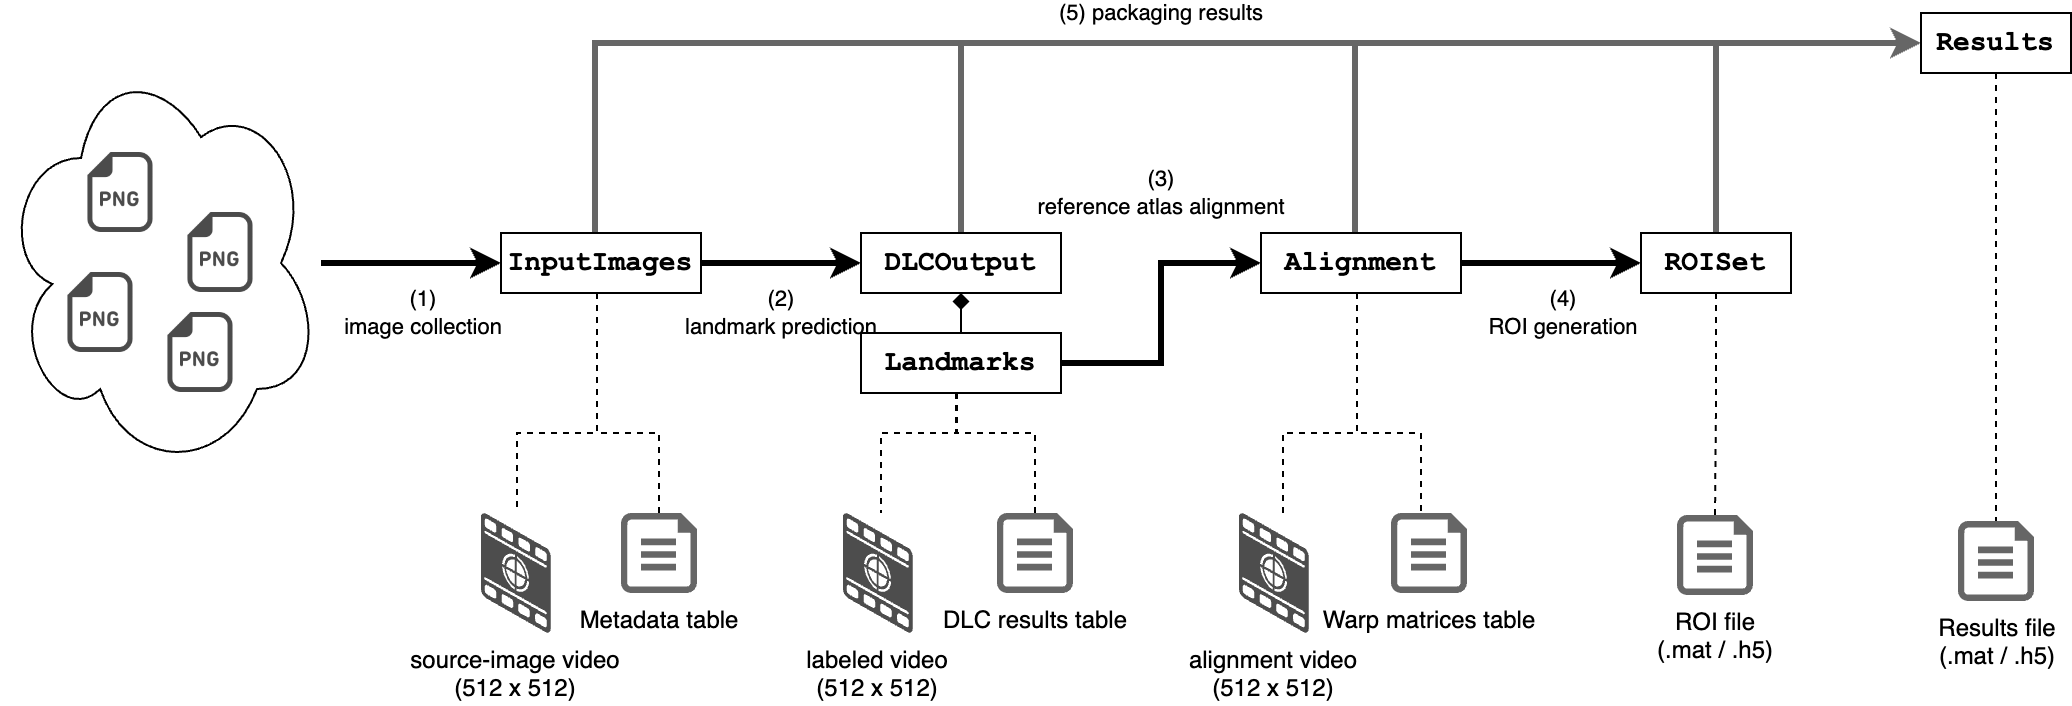 (5) packaging results
Results
PNG
PNG
PNG
PNG
(3)
reference atlas alignment
InputImages
DLCOutput
Alignment
ROISet
(1)
image collection
(2)
landmark prediction
(4)
ROI generation
Landmarks
Metadata table
DLC results table
Warp matrices table
ROI file
(.mat / .h5)
Results file
(.mat / .h5)
source-image video
(512 x 512)
labeled video
(512 x 512)
alignment video
(512 x 512)